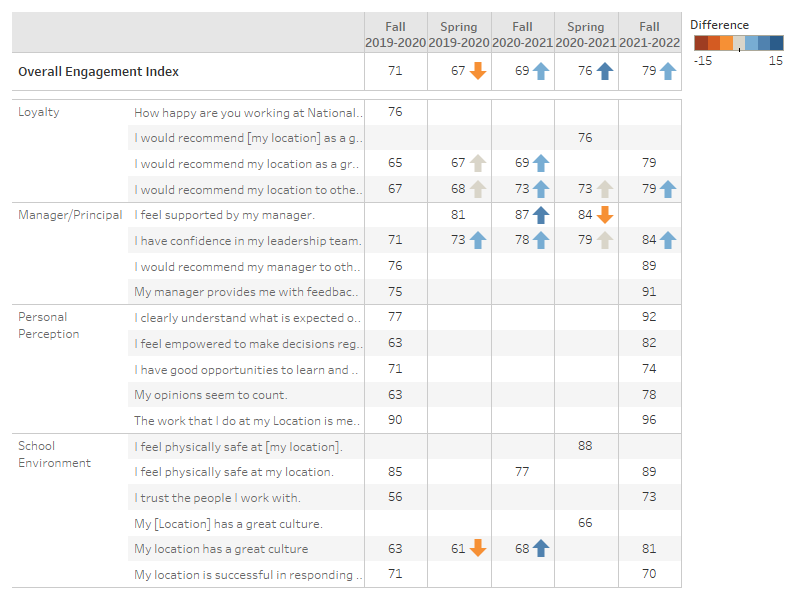 Fall Spring Fall Spring Fall Difference
2019-2020 2019-2020 2020-2021 2020-2021 2021-2022
-15 15
Overall Engagement Index 71 67 69 76 79
Loyalty How happy are you working at National.. 76
I would recommend [my location] as a g.. 76
I would recommend my location as a gr.. 65 67 69 79
I would recommend my location to othe.. 67 68 73 73 79
Manager/Principal I feel supported by my manager. 81 87 84
I have confidence in my leadership team. 71 73 78 79 84
I would recommend my manager to oth.. 76 89
My manager provides me with feedbac.. 75 91
Personal Perception I clearly understand what is expected o.. 77 92
I feel empowered to make decisions reg.. 63 82
I have good opportunities to learn and .. 71 74
My opinions seem to count. 63 78
The work that I do at my Location is me.. 90 96
School Environment I feel physically safe at [my location]. 88
I feel physically safe at my location. 85 77 89
I trust the people I work with. 56 73
My [Location] has a great culture. 66
My location has a great culture 63 61 68 81
My location is successful in responding .. 71 70